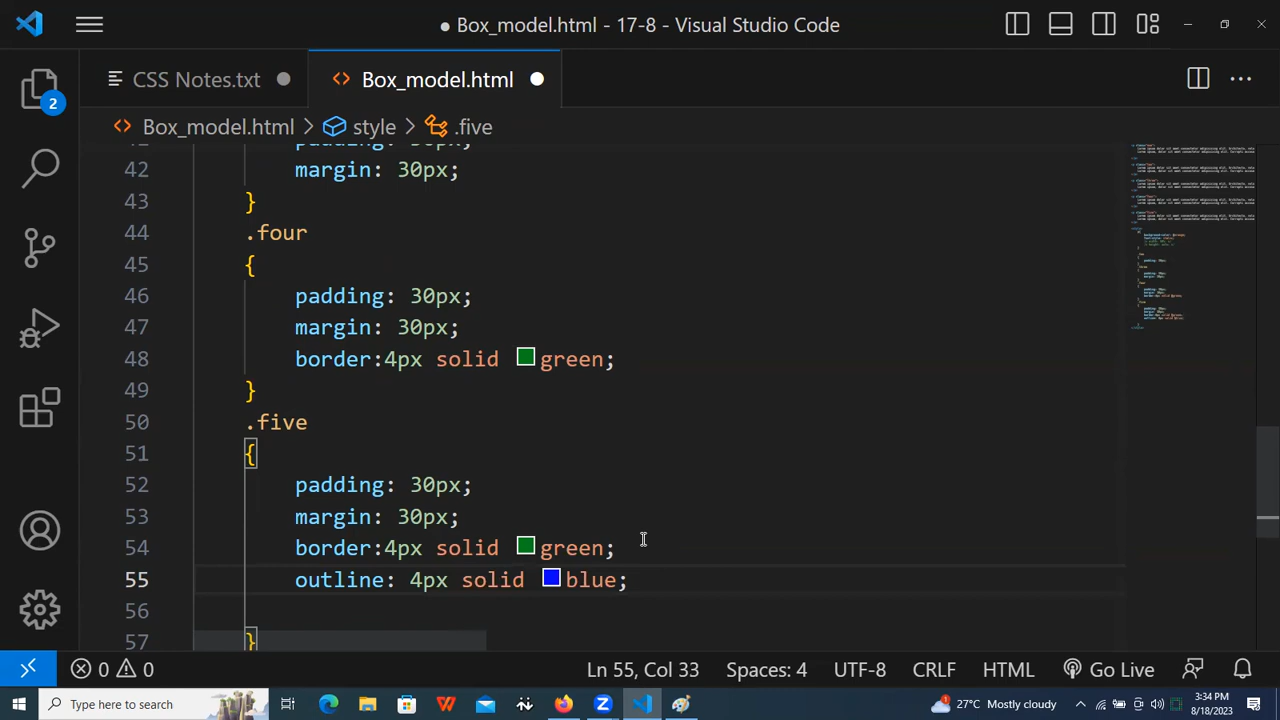 Box_model.html - 17-8 - Visual Studio Code
CSS Notes.txt
Box_model.html
Box_model.html > style > .five
2
42 margin: 30px;
43 }
44 .four
45 {
46 padding: 30px;
47 margin: 30px;
48 border:4px solid green;
49 }
50 .five
51 {
52 padding: 30px;
53 margin: 30px;
54 border:4px solid green;
55 outline: 4px solid blue;
56
57 }
0 0 Ln 55, Col 33 Spaces: 4 UTF-8 CRLF HTML Go Live
Type here to search
27°C Mostly cloudy
3:34 PM
8/18/2023